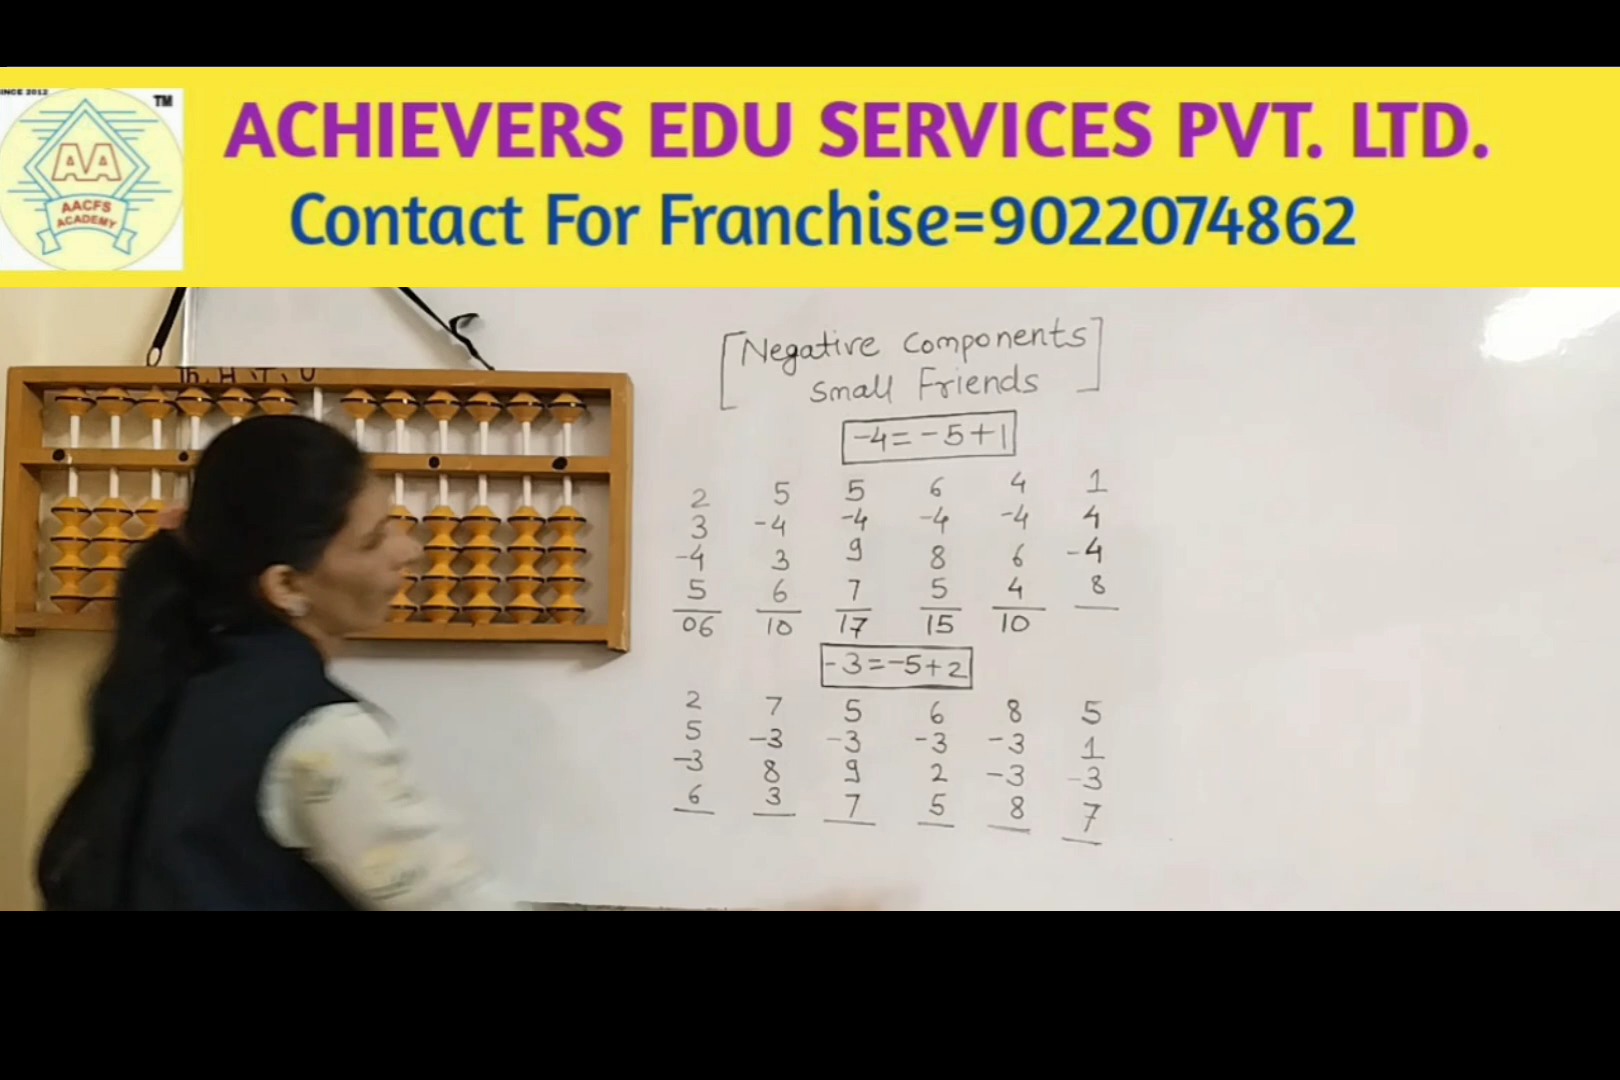 SINCE 2012
TM
AA
AACFS
ACADEMY
ACHIEVERS EDU SERVICES PVT. LTD.
Contact For Franchise=9022074862
Th, H, T, U
[Negative Components
Small Friends]
-4=-5+1
2 5 5 6 4 1
3 -4 -4 -4 -4 4
-4 3 9 8 6 -4
5 6 7 5 4 8
06 10 17 15 10
-3=-5+2
2 7 5 6 8 5
5 -3 -3 -3 -3 1
-3 8 9 2 -3 -3
6 3 7 5 8 7